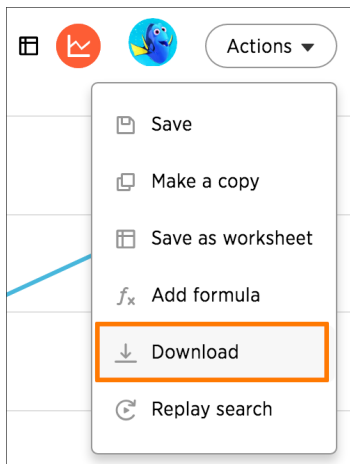 Actions
Save
Make a copy
Save as worksheet
Add formula
Download
Replay search